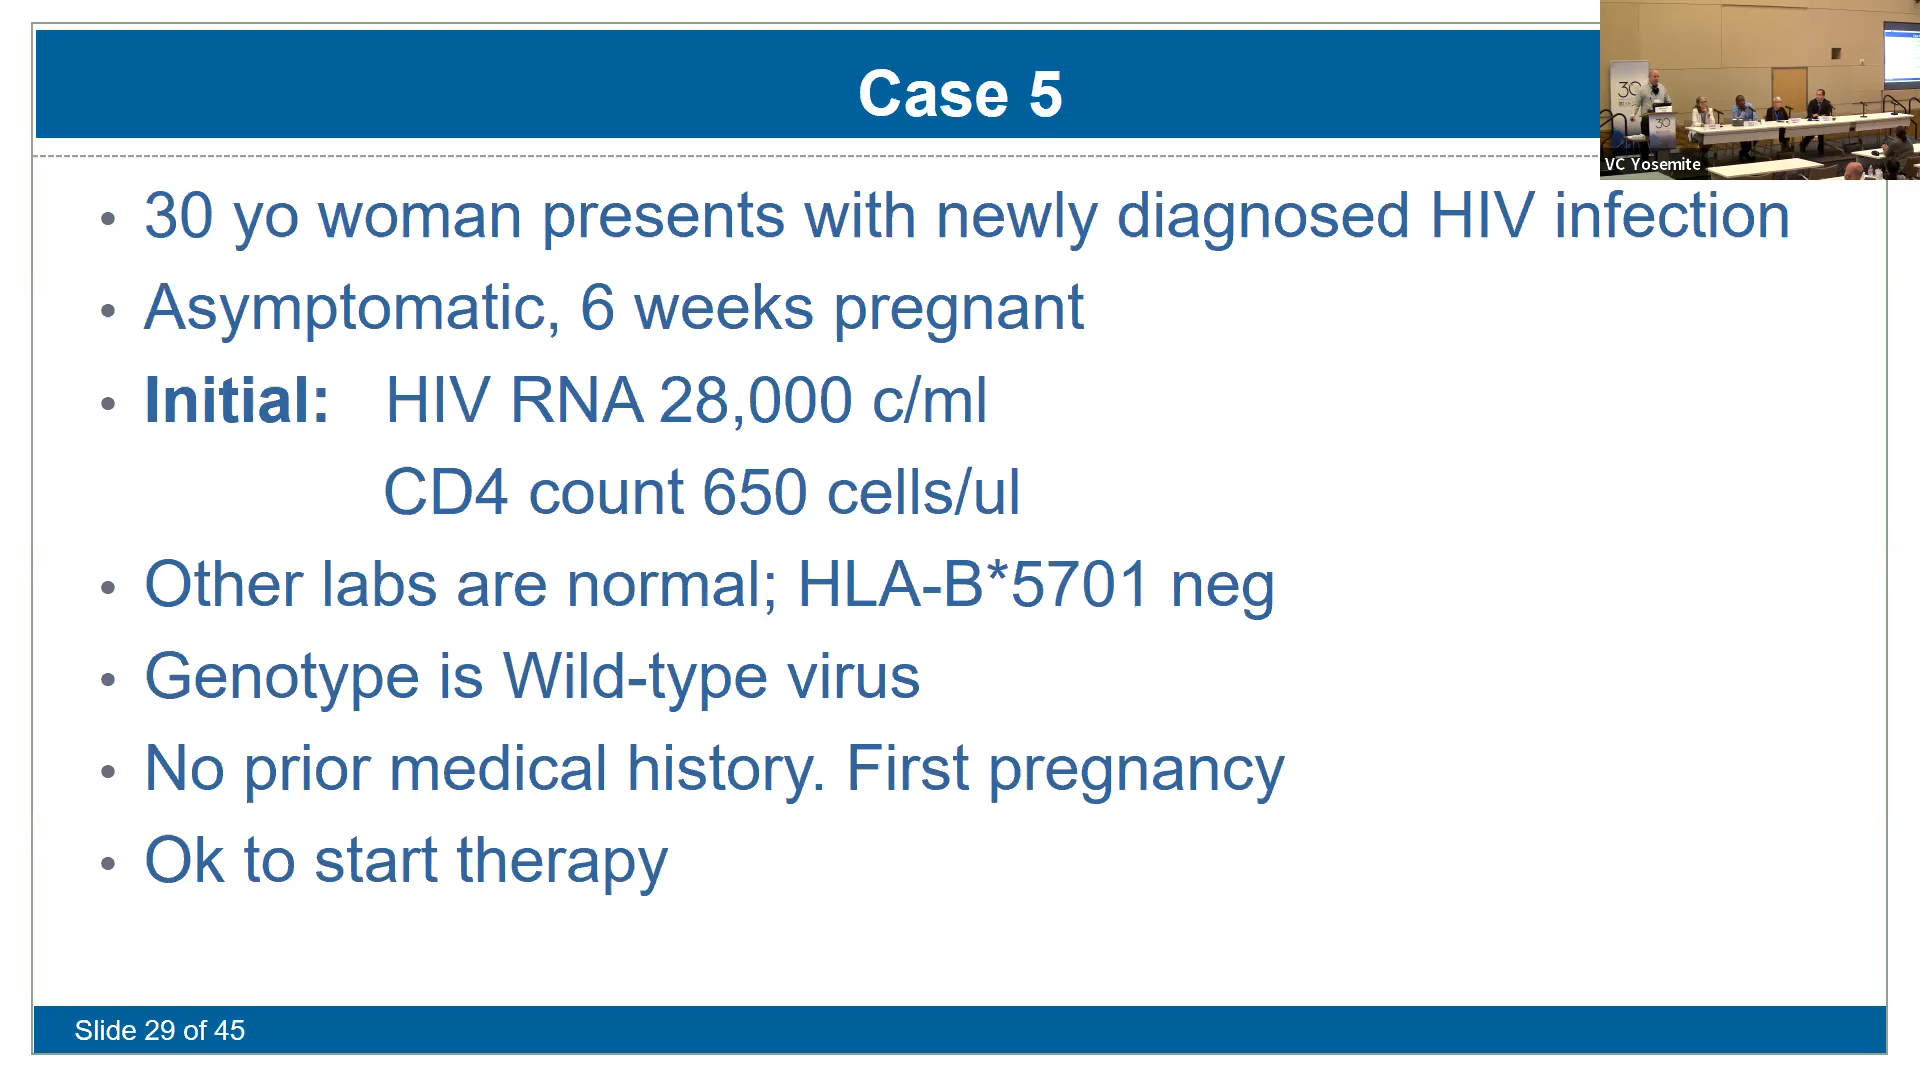 Case 5
30
30
VC Yosemite
• 30 yo woman presents with newly diagnosed HIV infection
• Asymptomatic, 6 weeks pregnant
• Initial: HIV RNA 28,000 c/ml
CD4 count 650 cells/ul
• Other labs are normal; HLA-B*5701 neg
• Genotype is Wild-type virus
• No prior medical history. First pregnancy
• Ok to start therapy
Slide 29 of 45